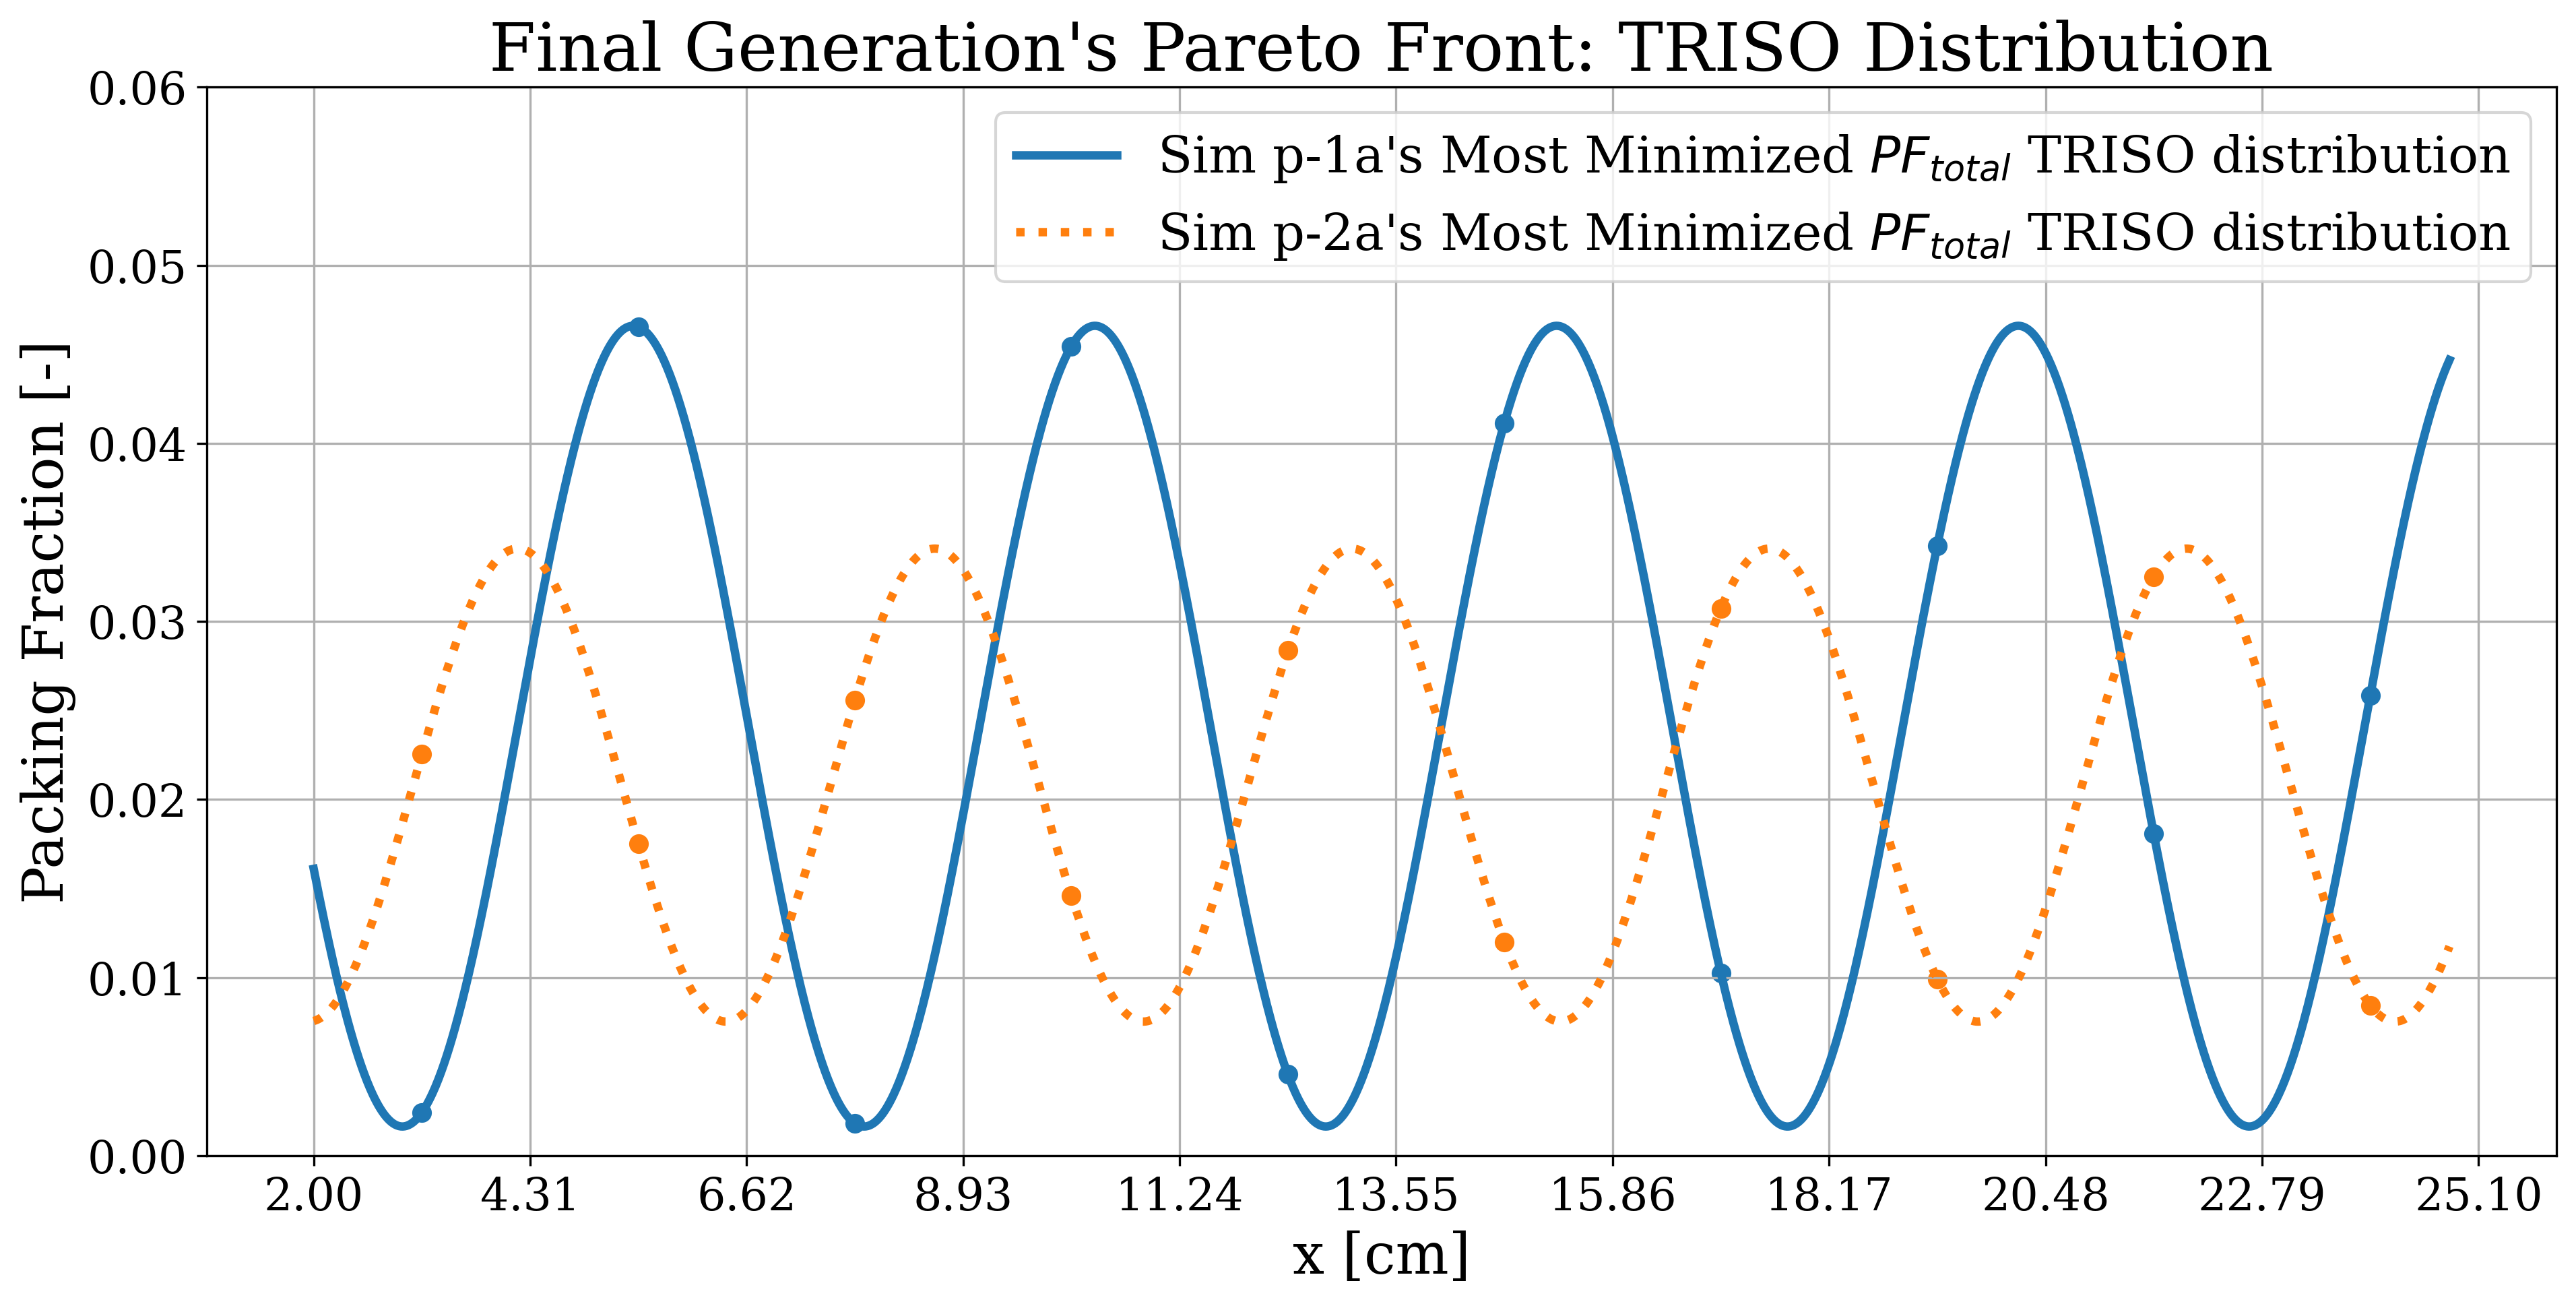 Final Generation's Pareto Front: TRISO Distribution
Sim p-1a's Most Minimized PF_total TRISO distribution
Sim p-2a's Most Minimized PF_total TRISO distribution
Packing Fraction [-]
0.06
0.05
0.04
0.03
0.02
0.01
0.00
2.00 4.31 6.62 8.93 11.24 13.55 15.86 18.17 20.48 22.79 25.10
x [cm]